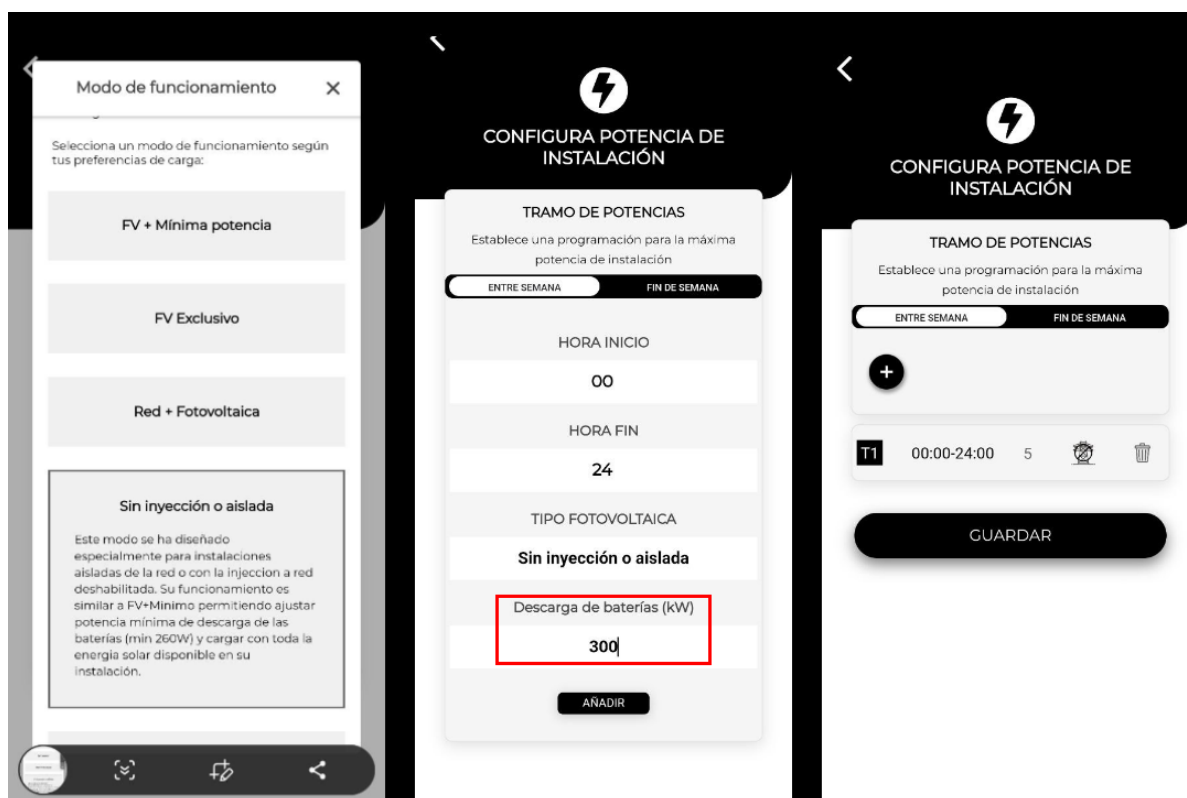 Modo de funcionamiento
Selecciona un modo de funcionamiento según
tus preferencias de carga:
FV + Mínima potencia
FV Exclusivo
Red + Fotovoltaica
Sin inyección o aislada
Este modo se ha diseñado
especialmente para instalaciones
aisladas de la red o con la injeccion a red
deshabilitada. Su funcionamiento es
similar a FV+Minimo permitiendo ajustar
potencia mínima de descarga de las
baterías (min 260W) y cargar con toda la
energia solar disponible en su
instalación.
CONFIGURA POTENCIA DE
INSTALACIÓN
TRAMO DE POTENCIAS
Establece una programación para la máxima
potencia de instalación
ENTRE SEMANA FIN DE SEMANA
HORA INICIO
00
HORA FIN
24
TIPO FOTOVOLTAICA
Sin inyección o aislada
Descarga de baterías (kW)
300
AÑADIR
CONFIGURA POTENCIA DE
INSTALACIÓN
TRAMO DE POTENCIAS
Establece una programación para la máxima
potencia de instalación
ENTRE SEMANA FIN DE SEMANA
+
T1 00:00-24:00 5
GUARDAR